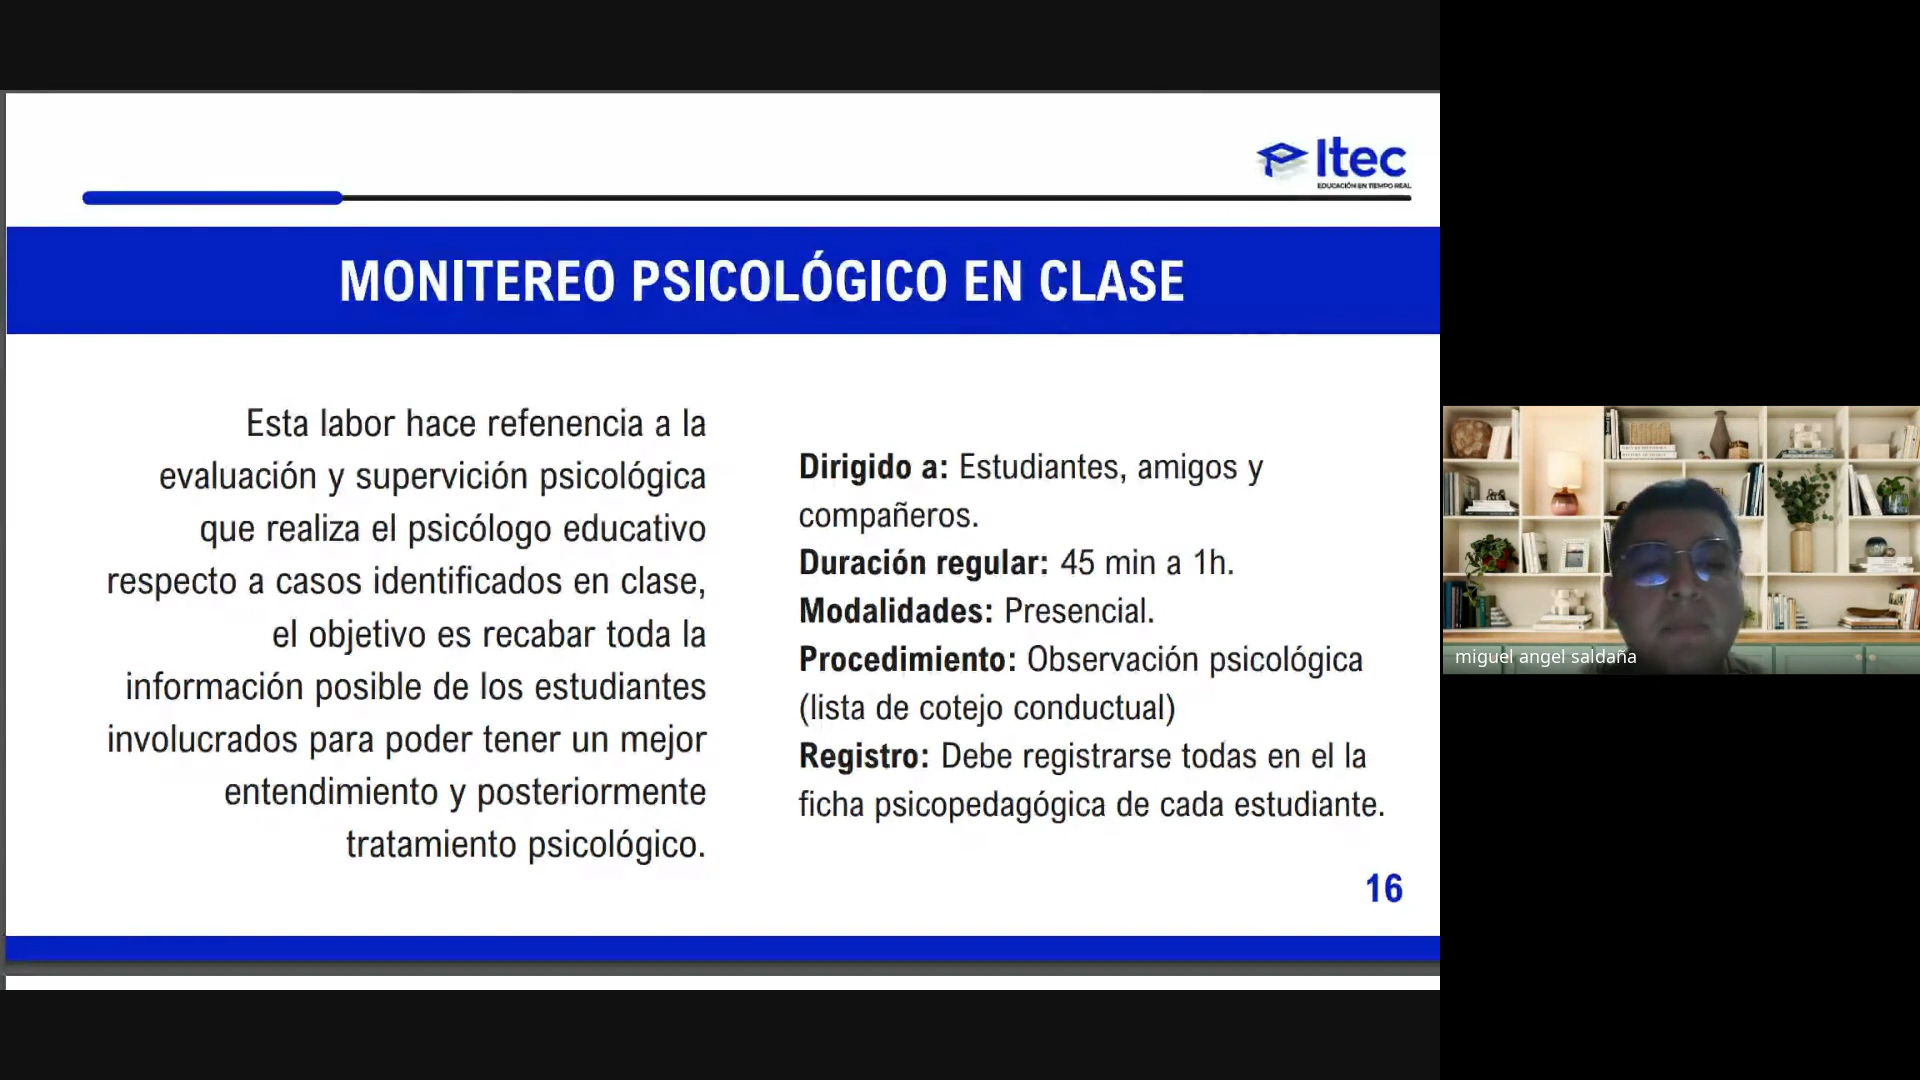 Itec
EDUCACIÓN EN TIEMPO REAL
MONITEREO PSICOLÓGICO EN CLASE
Esta labor hace refenencia a la
evaluación y supervición psicológica
que realiza el psicólogo educativo
respecto a casos identificados en clase,
el objetivo es recabar toda la
información posible de los estudiantes
involucrados para poder tener un mejor
entendimiento y posteriormente
tratamiento psicológico.
Dirigido a: Estudiantes, amigos y
compañeros.
Duración regular: 45 min a 1h.
Modalidades: Presencial.
Procedimiento: Observación psicológica
(lista de cotejo conductual)
Registro: Debe registrarse todas en el la
ficha psicopedagógica de cada estudiante.
16
miguel angel saldaña